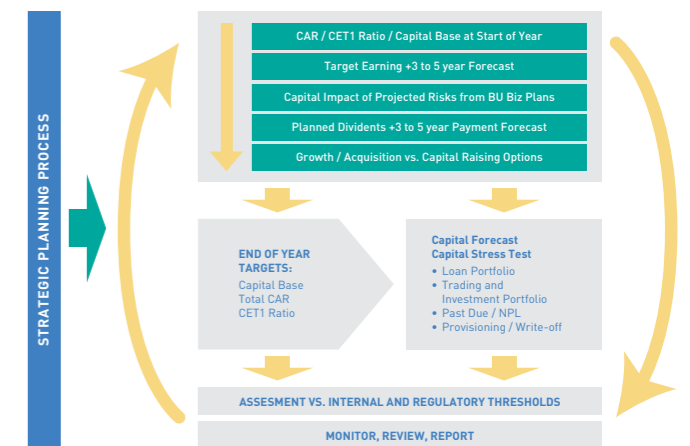 STRATEGIC PLANNING PROCESS
CAR / CET1 Ratio / Capital Base at Start of Year
Target Earning +3 to 5 year Forecast
Capital Impact of Projected Risks from BU Biz Plans
Planned Dividents +3 to 5 year Payment Forecast
Growth / Acquisition vs. Capital Raising Options
END OF YEAR
TARGETS:
Capital Base
Total CAR
CET1 Ratio
Capital Forecast
Capital Stress Test
• Loan Portfolio
• Trading and
Investment Portfolio
• Past Due / NPL
• Provisioning / Write-off
ASSESMENT VS. INTERNAL AND REGULATORY THRESHOLDS
MONITOR, REVIEW, REPORT